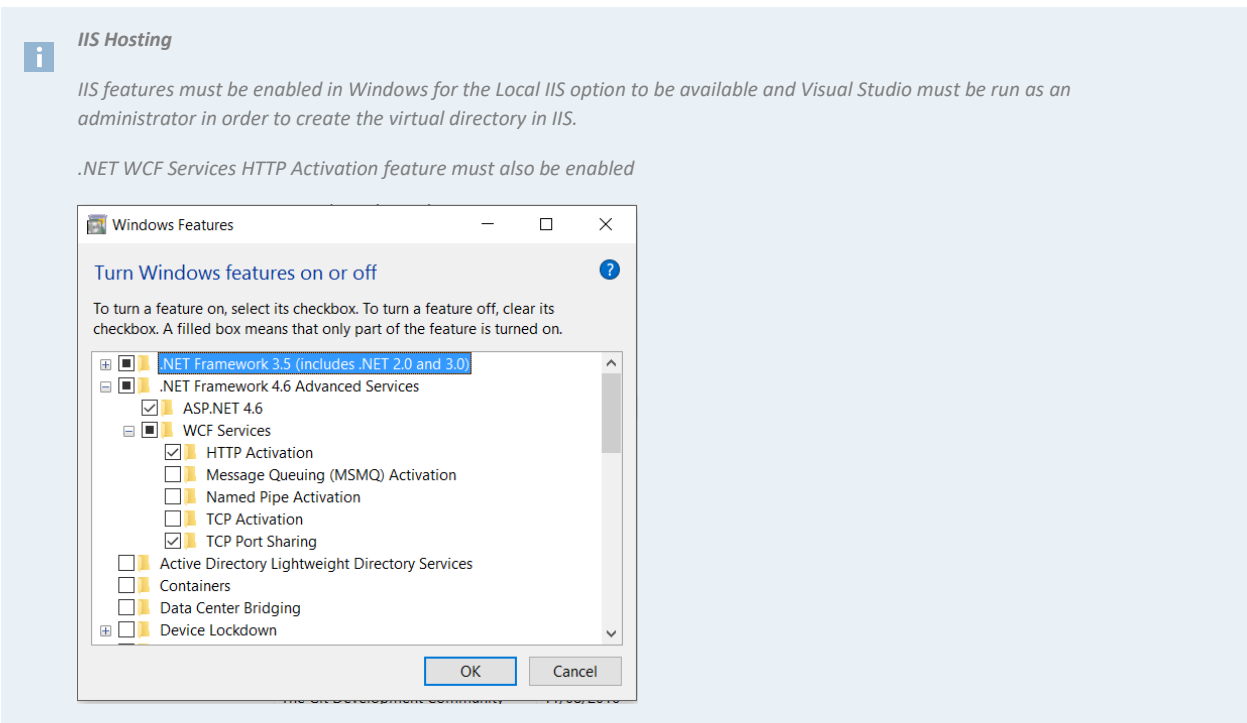 i
IIS Hosting
IIS features must be enabled in Windows for the Local IIS option to be available and Visual Studio must be run as an
administrator in order to create the virtual directory in IIS.
.NET WCF Services HTTP Activation feature must also be enabled
Windows Features
Turn Windows features on or off
?
To turn a feature on, select its checkbox. To turn a feature off, clear its
checkbox. A filled box means that only part of the feature is turned on.
.NET Framework 3.5 (includes .NET 2.0 and 3.0)
.NET Framework 4.6 Advanced Services
ASP.NET 4.6
WCF Services
HTTP Activation
Message Queuing (MSMQ) Activation
Named Pipe Activation
TCP Activation
TCP Port Sharing
Active Directory Lightweight Directory Services
Containers
Data Center Bridging
Device Lockdown
OK Cancel